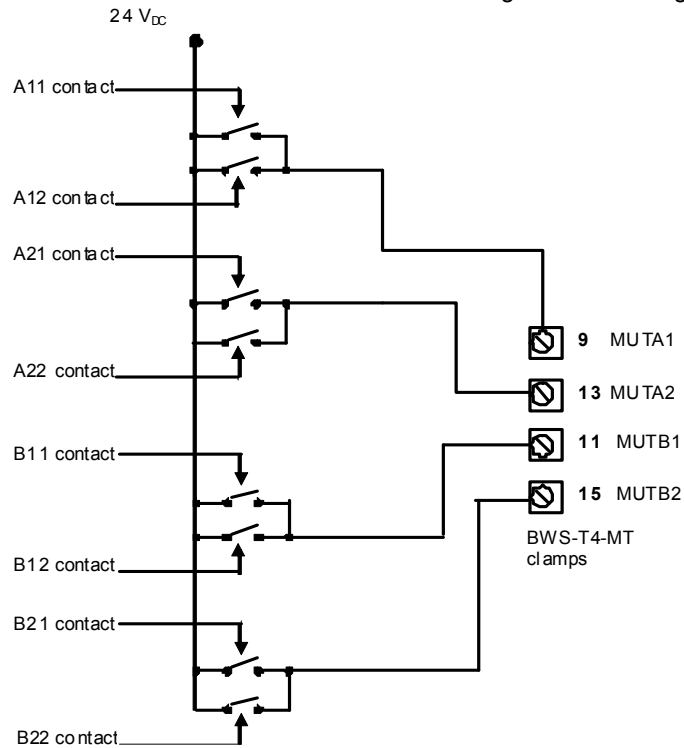 24 VDC
A11 contact
A12 contact
A21 contact
A22 contact
9 MUTA1
13 MUTA2
B11 contact
11 MUTB1
15 MUTB2
BWS-T4-MT
clamps
B12 contact
B21 contact
B22 contact